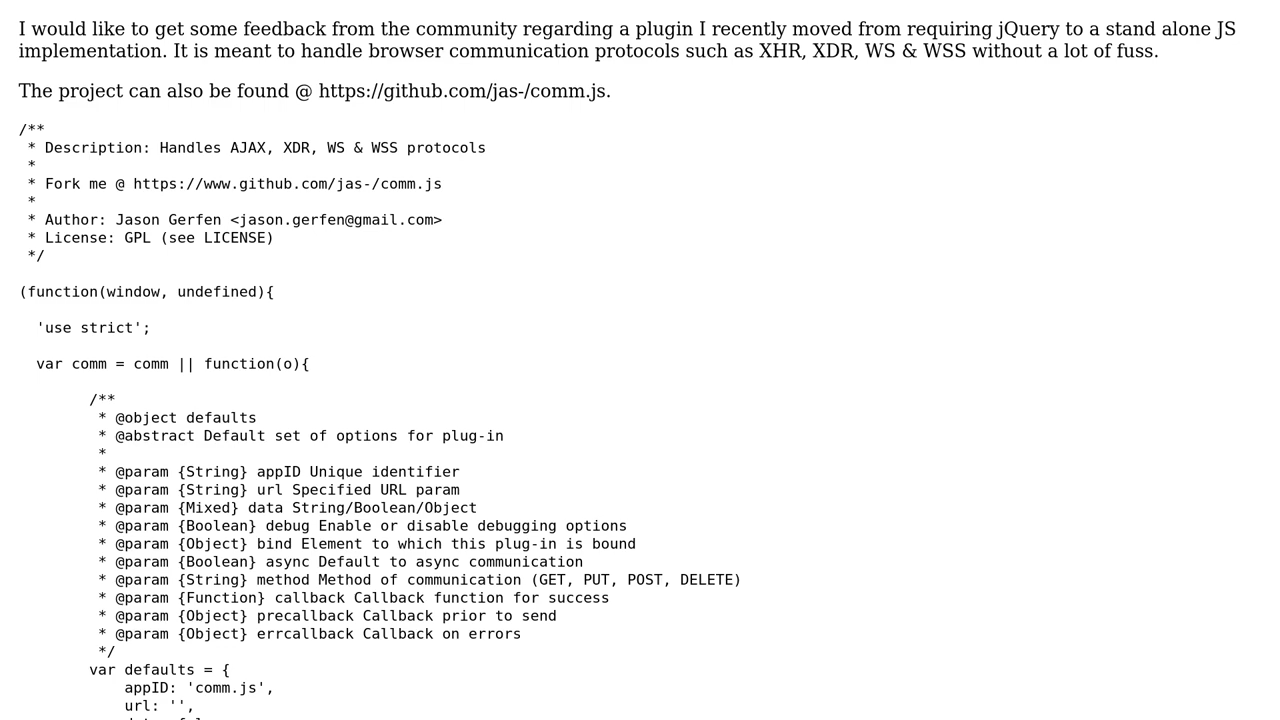 I would like to get some feedback from the community regarding a plugin I recently moved from requiring jQuery to a stand alone JS
implementation. It is meant to handle browser communication protocols such as XHR, XDR, WS & WSS without a lot of fuss.
The project can also be found @ https://github.com/jas-/comm.js.
/**
 * Description: Handles AJAX, XDR, WS & WSS protocols
 *
 * Fork me @ https://www.github.com/jas-/comm.js
 *
 * Author: Jason Gerfen <jason.gerfen@gmail.com>
 * License: GPL (see LICENSE)
 */
(function(window, undefined){
  'use strict';
  var comm = comm || function(o){
        /**
         * @object defaults
         * @abstract Default set of options for plug-in
         *
         * @param {String} appID Unique identifier
         * @param {String} url Specified URL param
         * @param {Mixed} data String/Boolean/Object
         * @param {Boolean} debug Enable or disable debugging options
         * @param {Object} bind Element to which this plug-in is bound
         * @param {Boolean} async Default to async communication
         * @param {String} method Method of communication (GET, PUT, POST, DELETE)
         * @param {Function} callback Callback function for success
         * @param {Object} precallback Callback prior to send
         * @param {Object} errcallback Callback on errors
         */
        var defaults = {
            appID: 'comm.js',
            url: '',